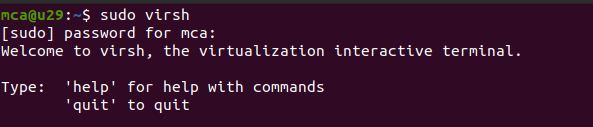 mca@u29:~$ sudo virsh
[sudo] password for mca:
Welcome to virsh, the virtualization interactive terminal.
Type:  'help' for help with commands
       'quit' to quit